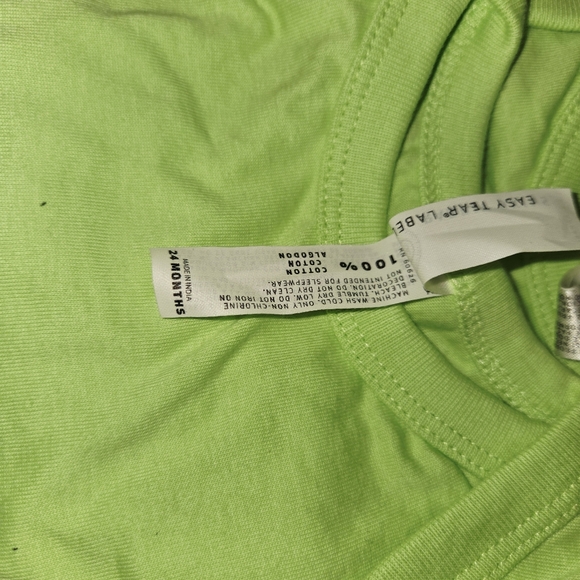 EASY TEAR® LABEL
100%
COTTON
COTTON
ALGODON
MACHINE WASH COLD. ONLY NON-CHLORINE
BLEACH. TUMBLE DRY LOW. DO NOT IRON ON
DECORATION. DO NOT DRY CLEAN.
NOT INTENDED FOR SLEEPWEAR.
MADE IN INDIA
24 MONTHS